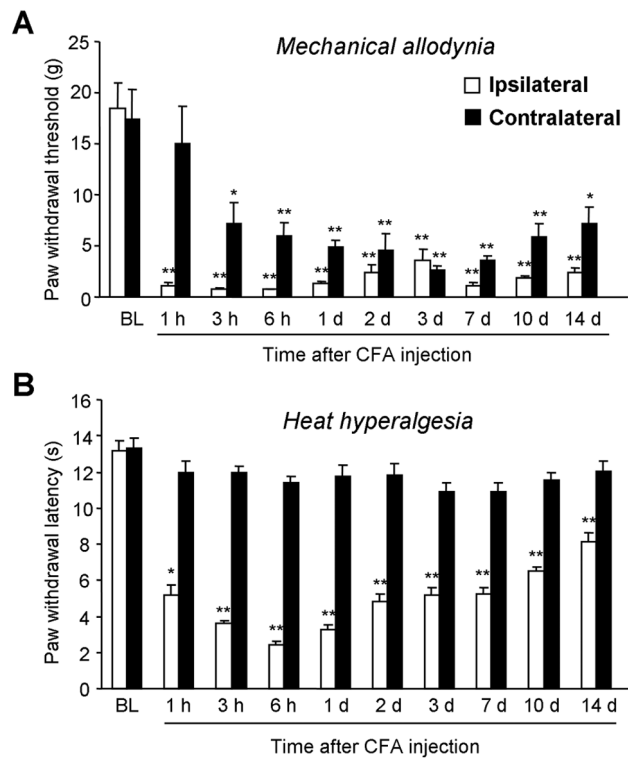 A
Mechanical allodynia
Ipsilateral
Contralateral
Paw withdrawal threshold (g)
25
20
15
10
5
0
** ** * ** ** ** ** ** ** ** ** ** ** ** ** ** ** *
BL 1 h 3 h 6 h 1 d 2 d 3 d 7 d 10 d 14 d
Time after CFA injection
B
Heat hyperalgesia
Paw withdrawal latency (s)
16
14
12
10
8
6
4
2
0
* ** ** ** ** ** ** ** **
BL 1 h 3 h 6 h 1 d 2 d 3 d 7 d 10 d 14 d
Time after CFA injection